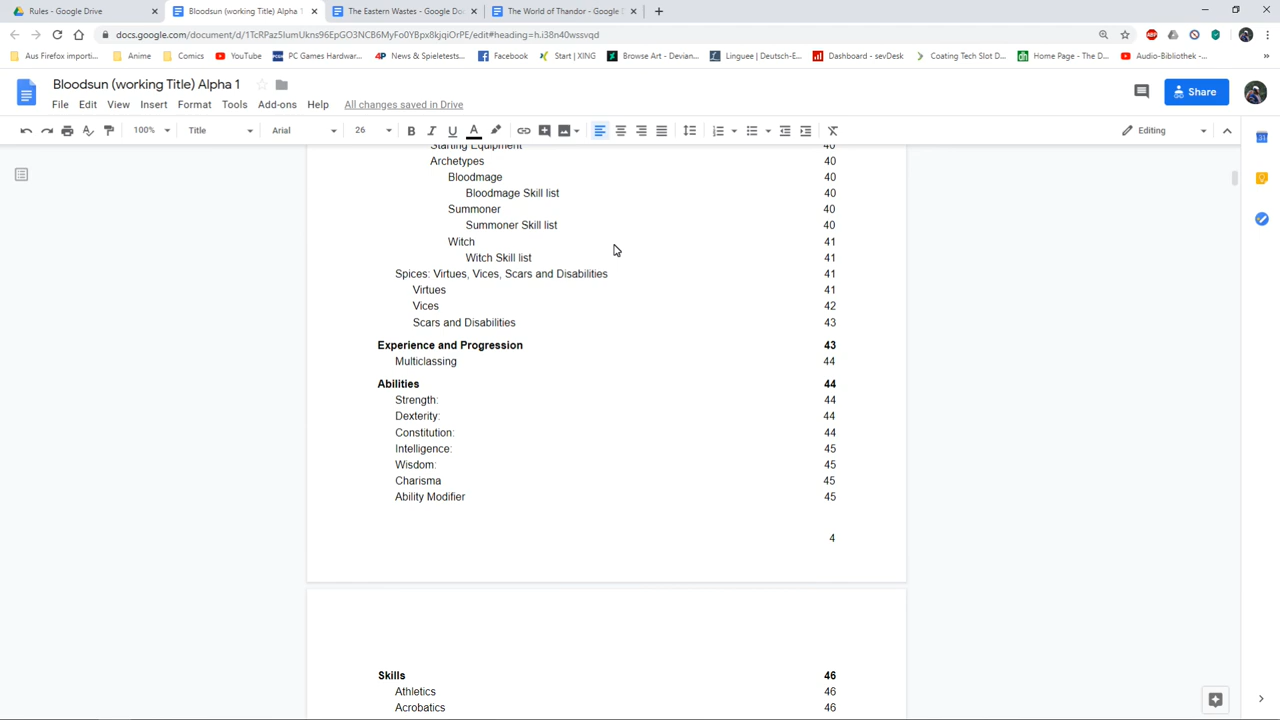 Rules - Google Drive
Bloodsun (working Title) Alpha 1
The Eastern Wastes - Google Do
The World of Thandor - Google D
docs.google.com/document/d/1TcRPaz5IumUkns96EpGO3NCB6MyFo0YBpx8kjqiOrPE/edit#heading=h.i38n40wssvqd
Aus Firefox importi...
Anime
Comics
YouTube
PC Games Hardwar...
4P
News & Spieletests...
Facebook
Start | XING
Browse Art - Devian...
Linguee | Deutsch-E...
Dashboard - sevDesk
Coating Tech Slot D...
Home Page - The D...
Audio-Bibliothek -...
Bloodsun (working Title) Alpha 1
File Edit View Insert Format Tools Add-ons Help All changes saved in Drive
Share
100% Title Arial 26 B I U A Editing
Starting Equipment 40
Archetypes 40
Bloodmage 40
Bloodmage Skill list 40
Summoner 40
Summoner Skill list 40
Witch 41
Witch Skill list 41
Spices: Virtues, Vices, Scars and Disabilities 41
Virtues 41
Vices 42
Scars and Disabilities 43
Experience and Progression 43
Multiclassing 44
Abilities 44
Strength: 44
Dexterity: 44
Constitution: 44
Intelligence: 45
Wisdom: 45
Charisma 45
Ability Modifier 45
4
Skills 46
Athletics 46
Acrobatics 46